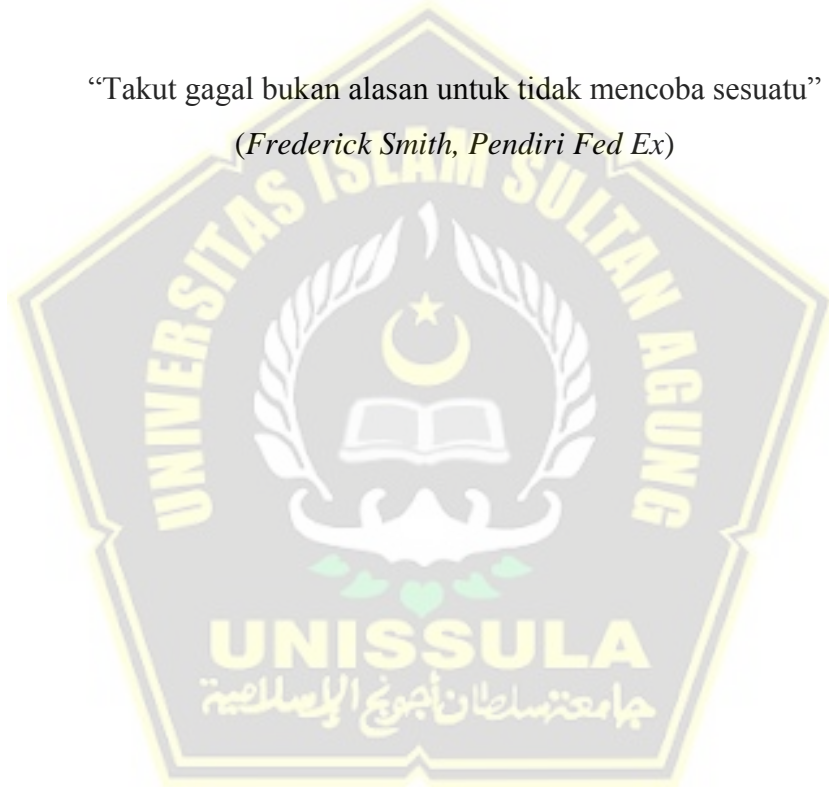 “Takut gagal bukan alasan untuk tidak mencoba sesuatu”
(Frederick Smith, Pendiri Fed Ex)
UNIVERSITAS ISLAM SULTAN AGUNG
UNISSULA
جامعة سلطان أجونج الإسلامية